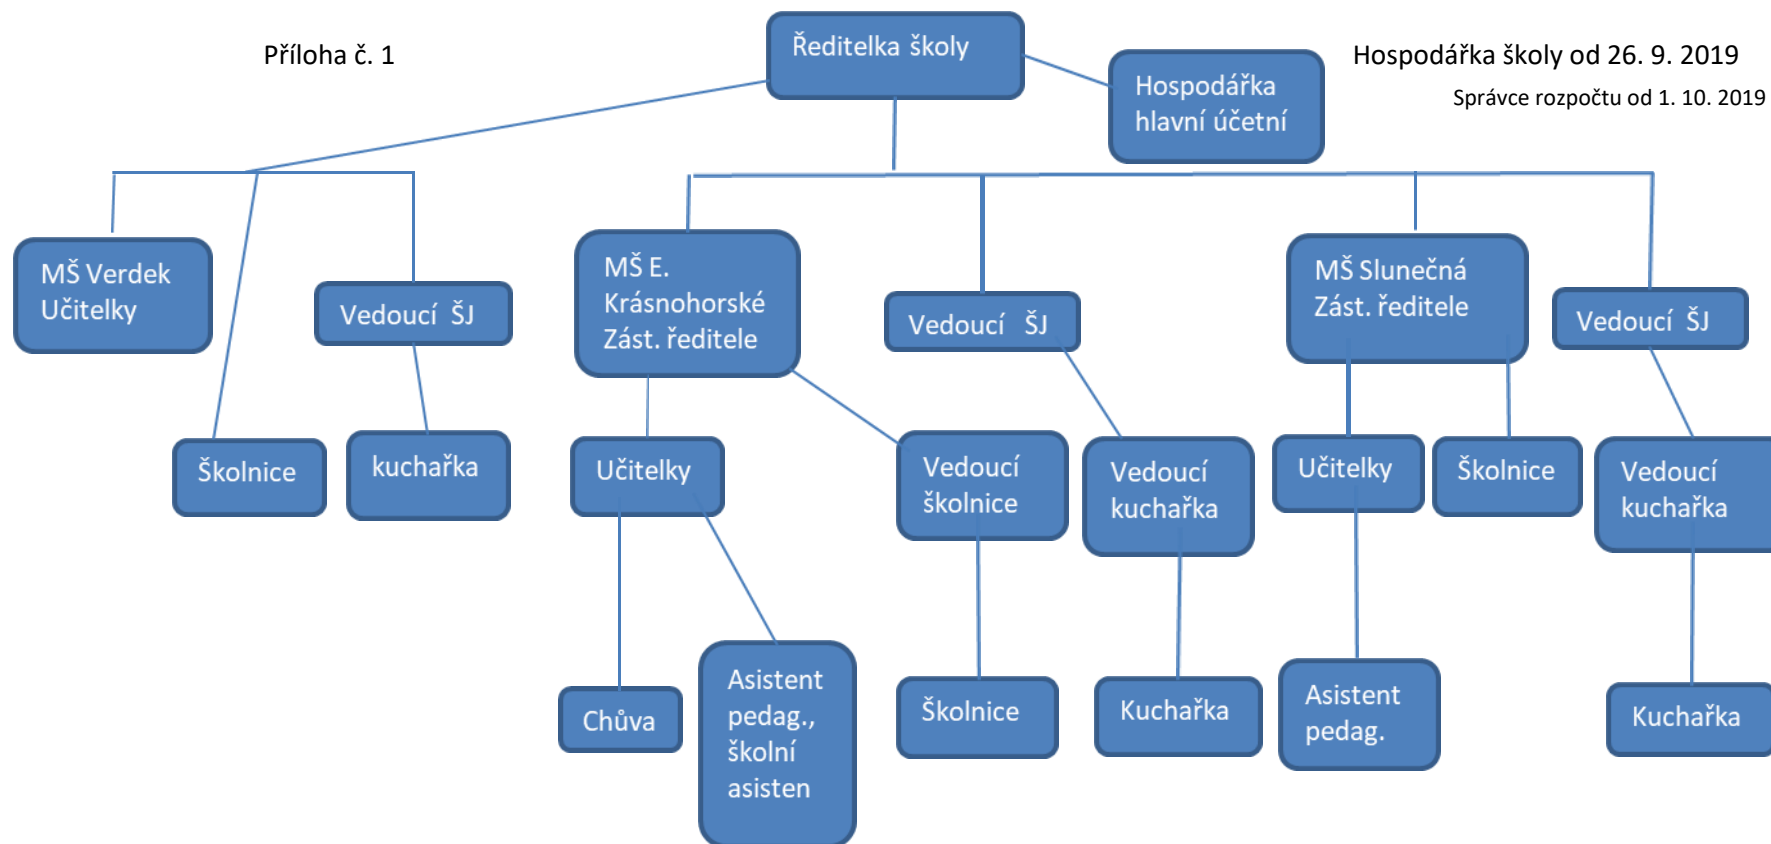 Příloha č. 1
Ředitelka školy
Hospodářka
hlavní účetní
Hospodářka školy od 26. 9. 2019
Správce rozpočtu od 1. 10. 2019
MŠ Verdek
Učitelky
Vedoucí ŠJ
MŠ E.
Krásnohorské
Zást. ředitele
Vedoucí ŠJ
MŠ Slunečná
Zást. ředitele
Vedoucí ŠJ
Školnice
kuchařka
Učitelky
Vedoucí
školnice
Vedoucí
kuchařka
Učitelky
Školnice
Vedoucí
kuchařka
Chůva
Asistent
pedag.,
školní
asisten
Školnice
Kuchařka
Asistent
pedag.
Kuchařka